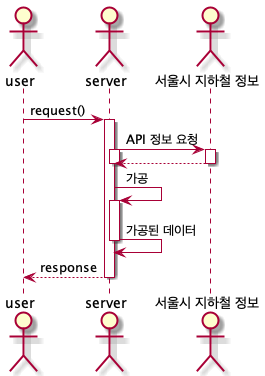 user server 서울시 지하철 정보
request()
API 정보 요청
가공
가공된 데이터
response
user server 서울시 지하철 정보